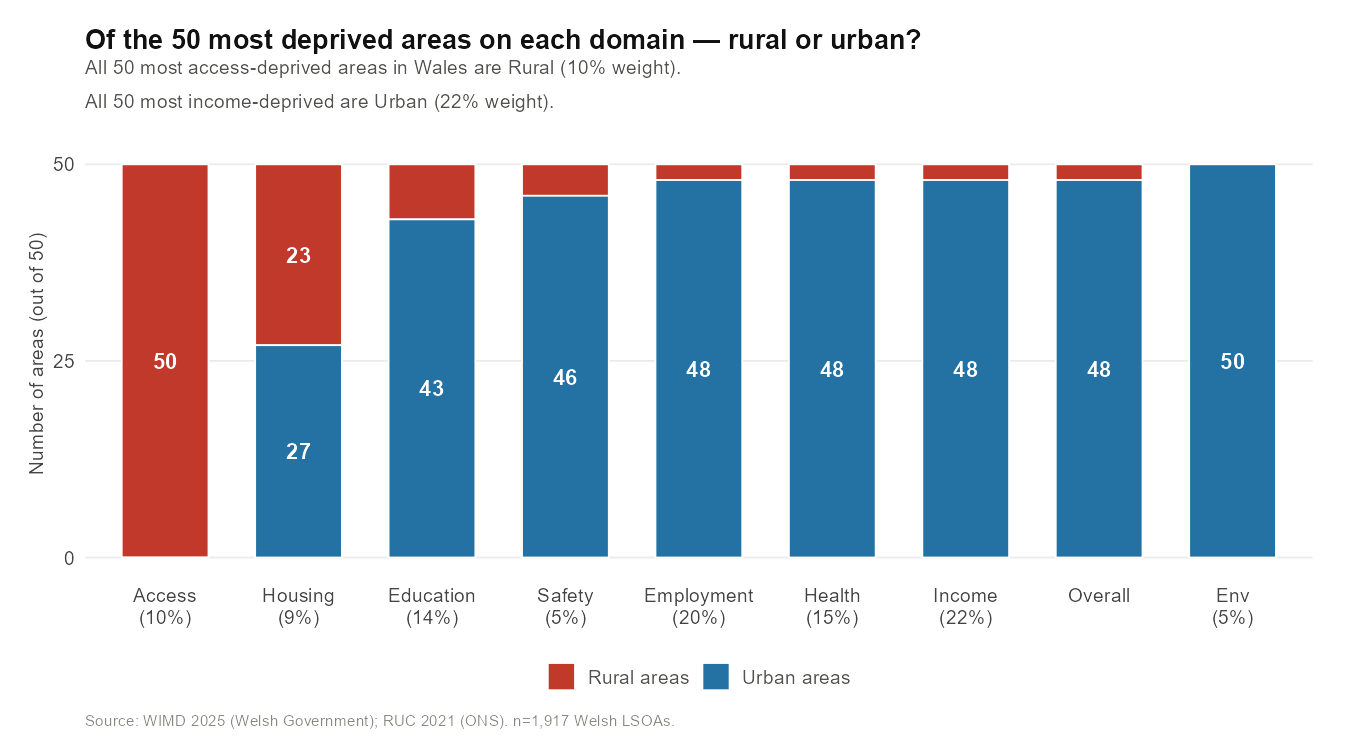 Of the 50 most deprived areas on each domain — rural or urban?
All 50 most access-deprived areas in Wales are Rural (10% weight).
All 50 most income-deprived are Urban (22% weight).
Number of areas (out of 50)
50
25
0
50
23
27
43
46
48
48
48
48
50
Access
(10%)
Housing
(9%)
Education
(14%)
Safety
(5%)
Employment
(20%)
Health
(15%)
Income
(22%)
Overall
Env
(5%)
Rural areas
Urban areas
Source: WIMD 2025 (Welsh Government); RUC 2021 (ONS). n=1,917 Welsh LSOAs.